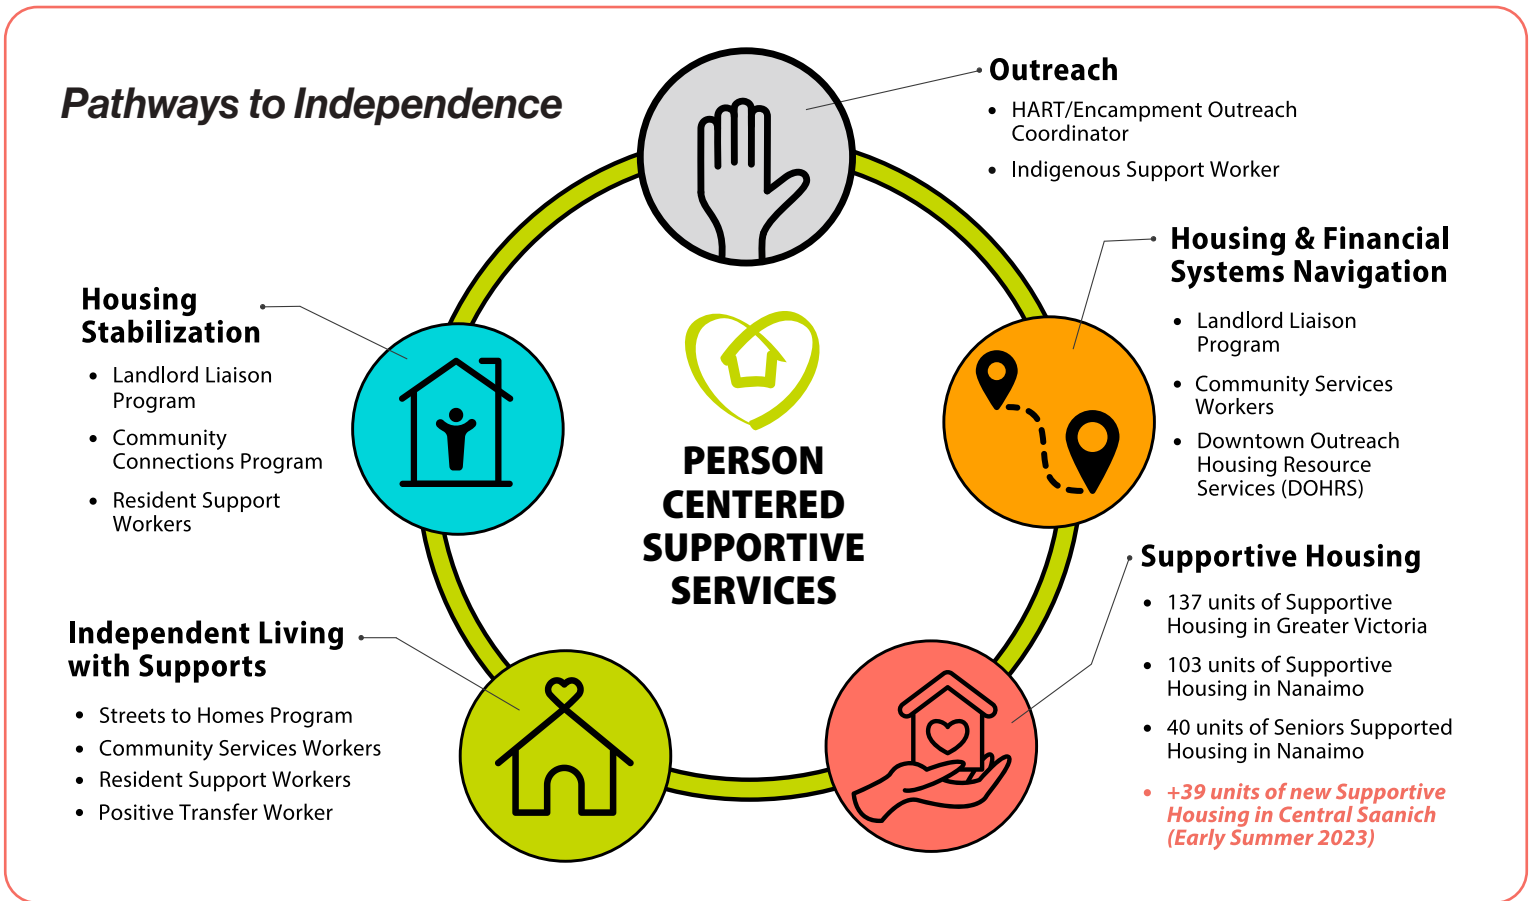 Pathways to Independence
Outreach
• HART/Encampment Outreach
Coordinator
• Indigenous Support Worker
Housing & Financial
Systems Navigation
• Landlord Liaison
Program
• Community Services
Workers
• Downtown Outreach
Housing Resource
Services (DOHRS)
Supportive Housing
• 137 units of Supportive
Housing in Greater Victoria
• 103 units of Supportive
Housing in Nanaimo
• 40 units of Seniors Supported
Housing in Nanaimo
• +39 units of new Supportive
Housing in Central Saanich
(Early Summer 2023)
Independent Living
with Supports
• Streets to Homes Program
• Community Services Workers
• Resident Support Workers
• Positive Transfer Worker
Housing
Stabilization
• Landlord Liaison
Program
• Community
Connections Program
• Resident Support
Workers
PERSON
CENTERED
SUPPORTIVE
SERVICES